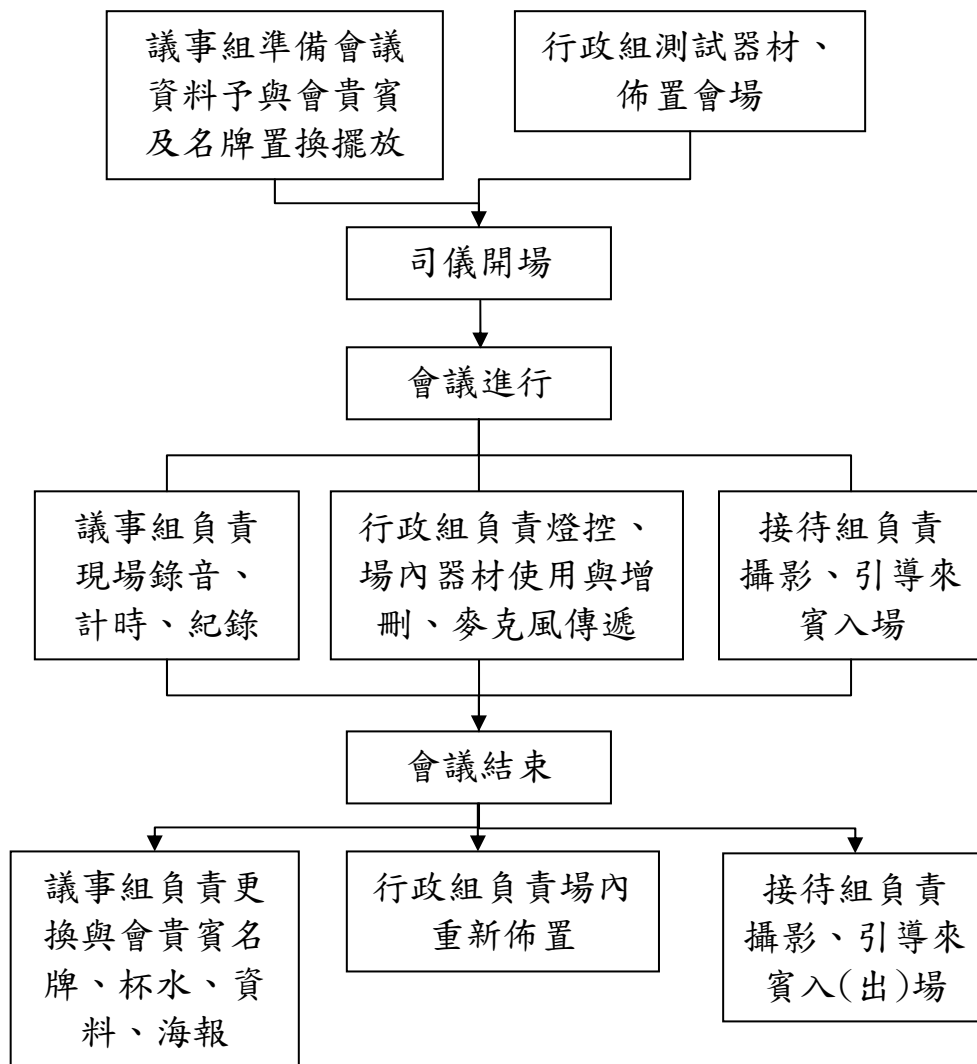 議事組準備會議
資料予與會貴賓
及名牌置換擺放
行政組測試器材、
佈置會場
司儀開場
會議進行
議事組負責
現場錄音、
計時、紀錄
行政組負責燈控、
場內器材使用與增
刪、麥克風傳遞
接待組負責
攝影、引導來
賓入場
會議結束
議事組負責更
換與會貴賓名
牌、杯水、資
料、海報
行政組負責場內
重新佈置
接待組負責
攝影、引導來
賓入(出)場